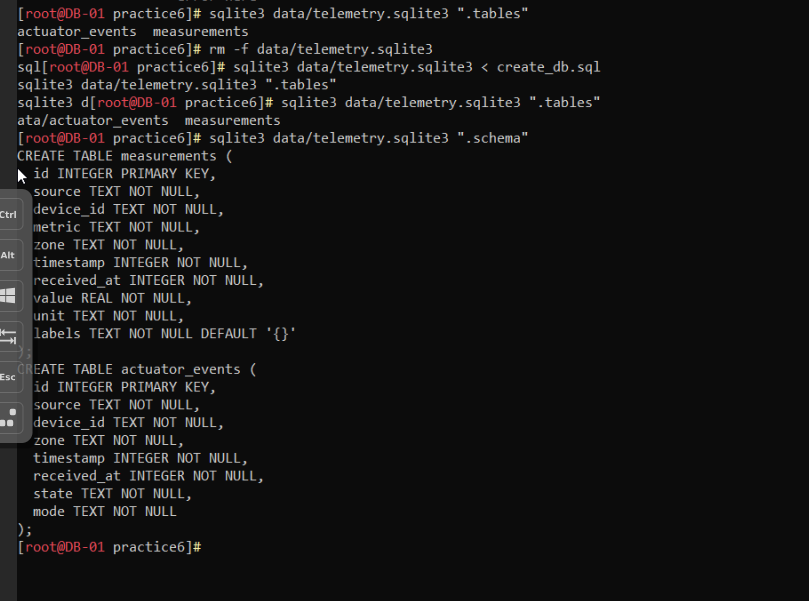 [root@DB-01 practice6]# sqlite3 data/telemetry.sqlite3 ".tables"
actuator_events  measurements
[root@DB-01 practice6]# rm -f data/telemetry.sqlite3
sql[root@DB-01 practice6]# sqlite3 data/telemetry.sqlite3 < create_db.sql
sqlite3 data/telemetry.sqlite3 ".tables"
sqlite3 d[root@DB-01 practice6]# sqlite3 data/telemetry.sqlite3 ".tables"
ata/actuator_events  measurements
[root@DB-01 practice6]# sqlite3 data/telemetry.sqlite3 ".schema"
CREATE TABLE measurements (
id INTEGER PRIMARY KEY,
source TEXT NOT NULL,
device_id TEXT NOT NULL,
Ctrl
metric TEXT NOT NULL,
zone TEXT NOT NULL,
Alt
timestamp INTEGER NOT NULL,
received_at INTEGER NOT NULL,
value REAL NOT NULL,
unit TEXT NOT NULL,
labels TEXT NOT NULL DEFAULT '{}'
);
CREATE TABLE actuator_events (
Esc
id INTEGER PRIMARY KEY,
source TEXT NOT NULL,
device_id TEXT NOT NULL,
zone TEXT NOT NULL,
timestamp INTEGER NOT NULL,
received_at INTEGER NOT NULL,
state TEXT NOT NULL,
mode TEXT NOT NULL
);
[root@DB-01 practice6]#